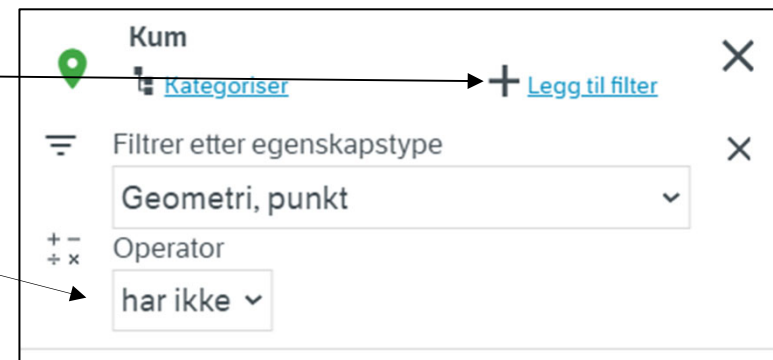 Kum
Kategoriser
Legg til filter
Filtrer etter egenskapstype
Geometri, punkt
Operator
har ikke